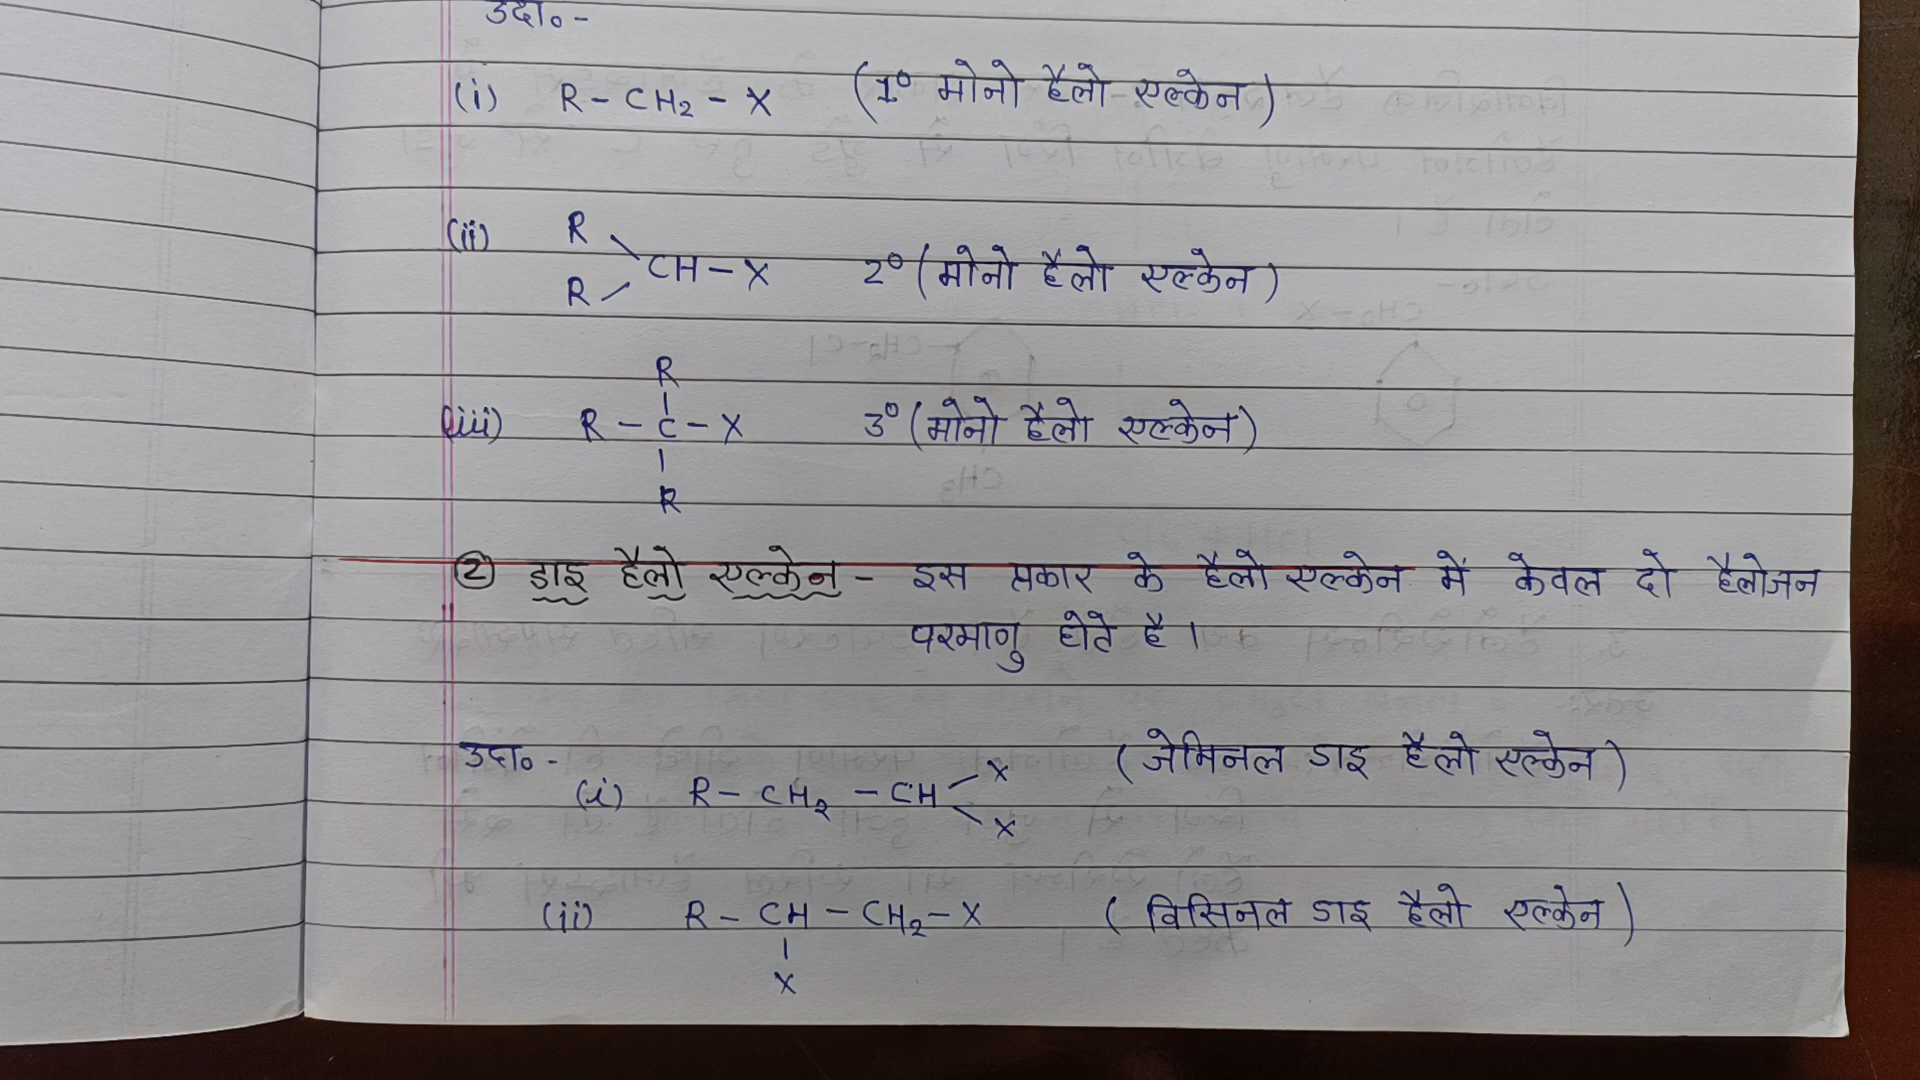 उदा० -
(i) R - CH₂ - X (1° मोनो हैलो एल्केन)
(ii) R
R CH - X 2° (मोनो हैलो एल्केन)
R
(iii) R - C - X 3° (मोनो हैलो एल्केन)
R
② डाइ हैलो एल्केन - इस प्रकार के हैलो एल्केन में केवल दो हैलोजन
परमाणु होते है ।
उदा० - (जेमिनल डाइ हैलो एल्केन)
(i) R - CH₂ - CH X
X
(ii) R - CH - CH₂ - X (विसिनल डाइ हैलो एल्केन)
X